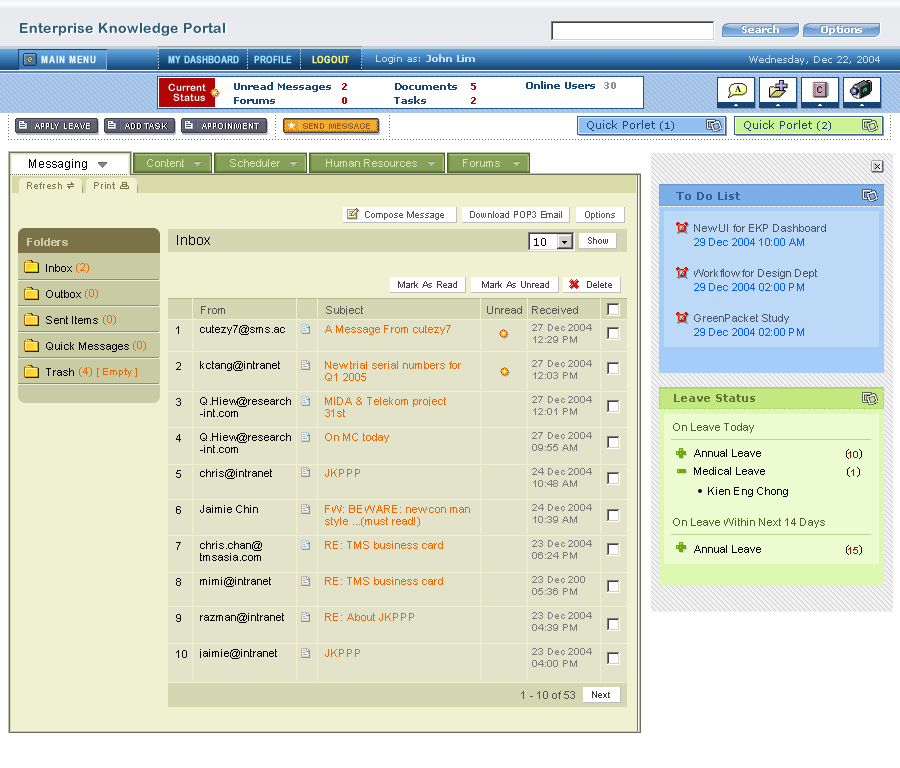 Enterprise Knowledge Portal
Search Options
MAIN MENU MY DASHBOARD PROFILE LOGOUT Login as: John Lim Wednesday, Dec 22, 2004
Current Status
Unread Messages 2 Documents 5 Online Users 30
Forums 0 Tasks 2
A C
APPLY LEAVE ADD TASK APPOINMENT SEND MESSAGE Quick Porlet (1) Quick Porlet (2)
Messaging Content Scheduler Human Resources Forums
Refresh Print
Compose Message Download POP3 Email Options
Folders
Inbox (2)
Outbox (0)
Sent Items (0)
Quick Messages (0)
Trash (4) [ Empty ]
Inbox 10 Show
Mark As Read Mark As Unread Delete
From Subject Unread Received
1 cutezy7@sms.ac A Message From cutezy7 27 Dec 2004
12:29 PM
2 kctang@intranet New trial serial numbers for 27 Dec 2004
Q1 2005 12:03 PM
3 Q.Hiew@research MIDA & Telekom project 27 Dec 2004
-int.com 31st 12:01 PM
4 Q.Hiew@research On MC today 27 Dec 2004
-int.com 09:55 AM
5 chris@intranet JKPPP 24 Dec 2004
10:48 AM
6 Jaimie Chin FW: BEWARE: new con man 24 Dec 2004
style ...(must read!) 10:39 AM
7 chris.chan@ RE: TMS business card 23 Dec 2004
tmsasia.com 06:24 PM
8 mimi@intranet RE: TMS business card 23 Dec 200
05:36 PM
9 razman@intranet RE: About JKPPP 23 Dec 2004
04:39 PM
10 jaimie@intranet JKPPP 23 Dec 2004
04:00 PM
1 - 10 of 53 Next
To Do List
New UI for EKP Dashboard
29 Dec 2004 10:00 AM
Workflow for Design Dept
29 Dec 2004 02:00 PM
GreenPacket Study
29 Dec 2004 02:00 PM
Leave Status
On Leave Today
Annual Leave (10)
Medical Leave (1)
• Kien Eng Chong
On Leave Within Next 14 Days
Annual Leave (15)